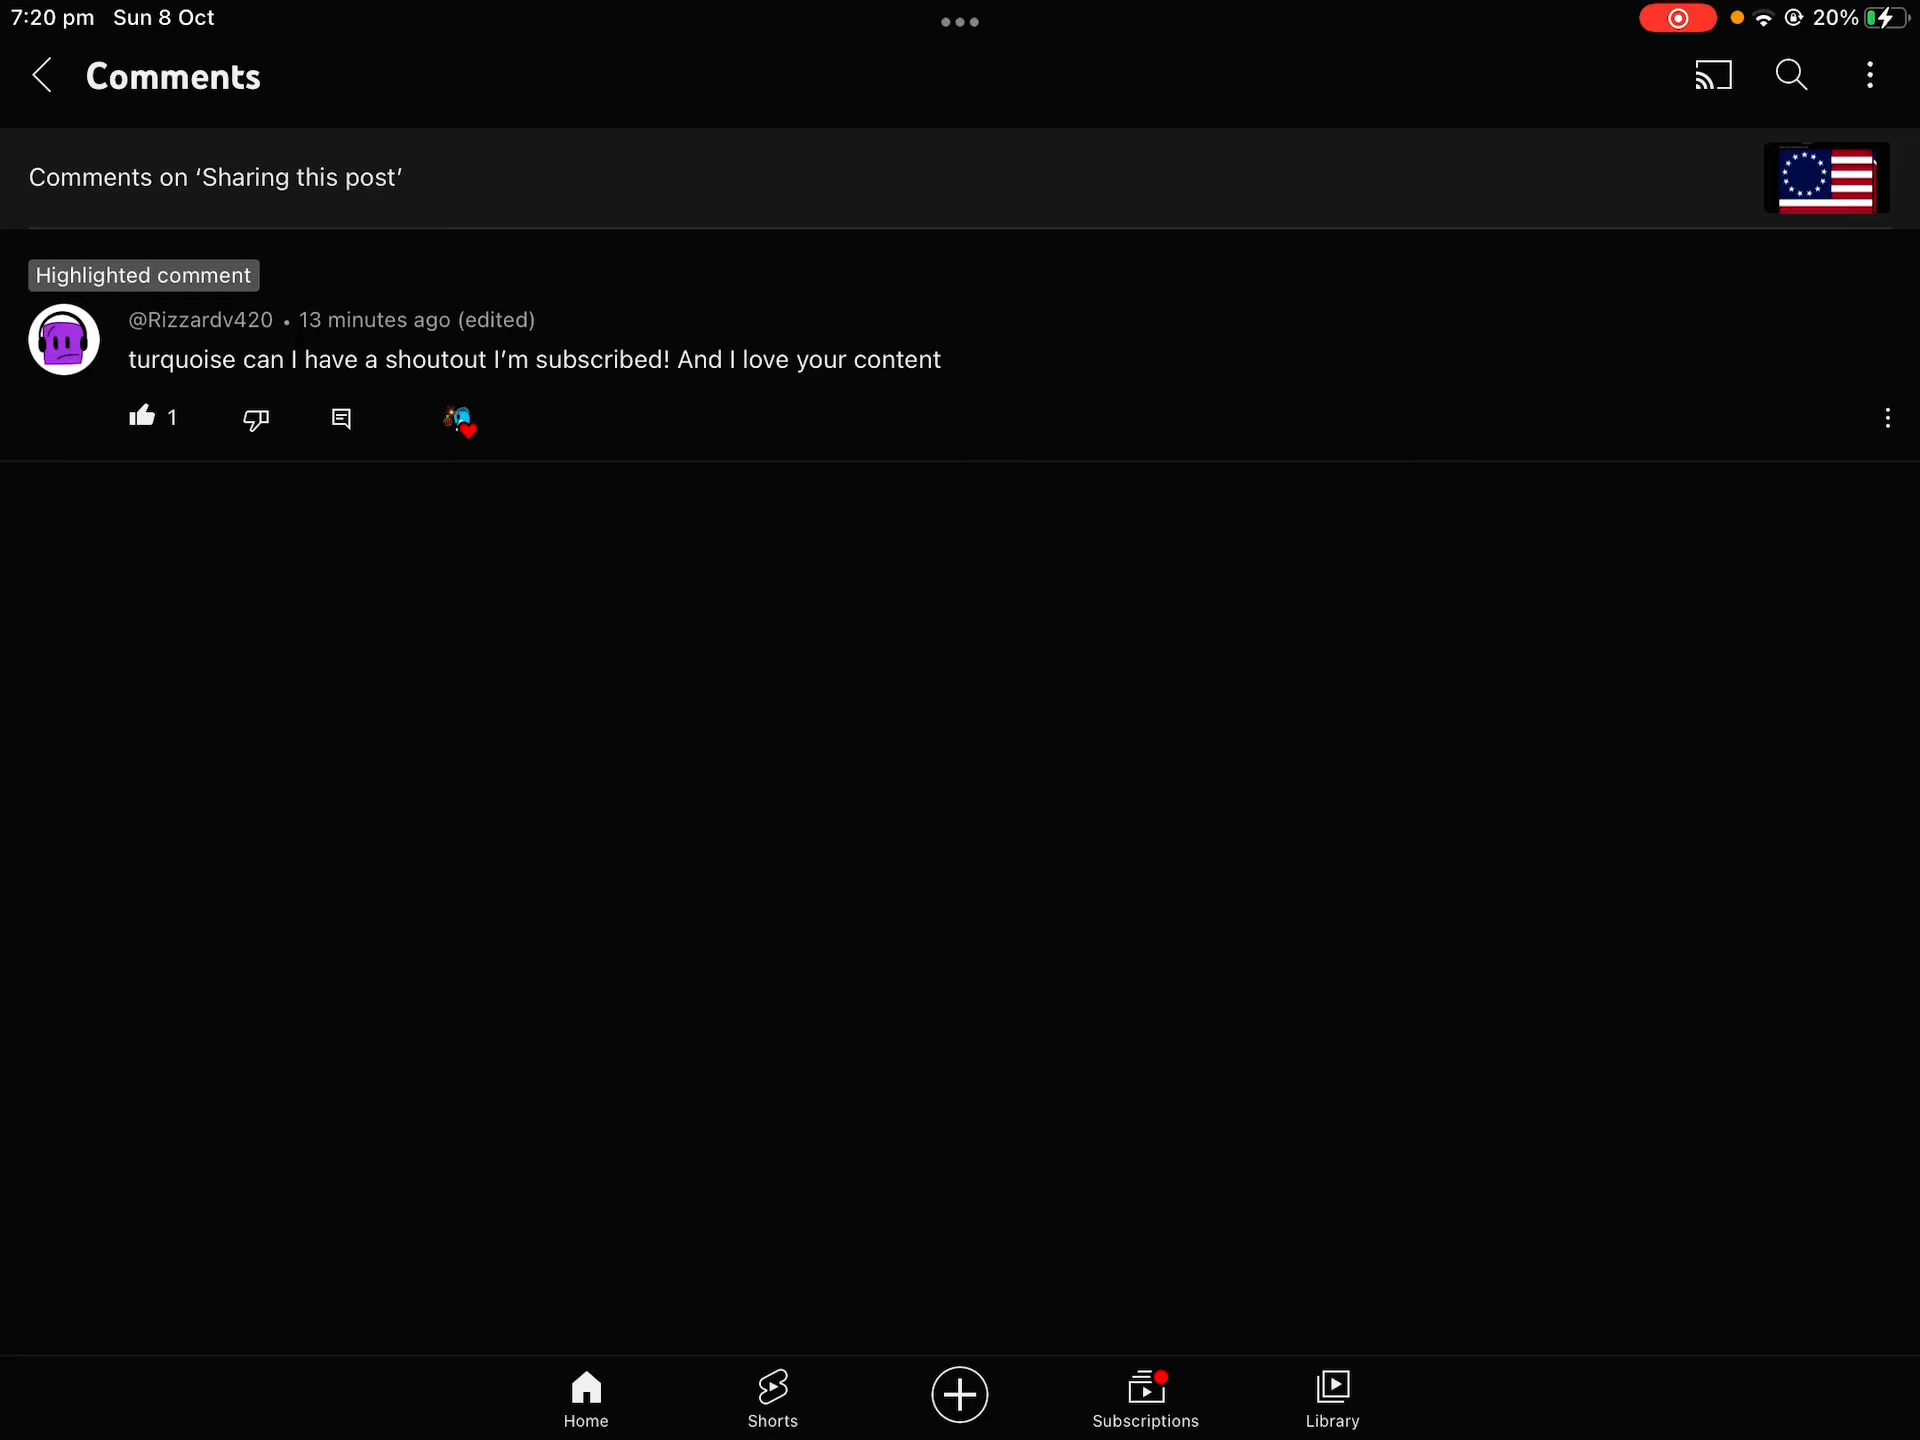 7:20 pm Sun 8 Oct
20%
Comments
Comments on ‘Sharing this post’
Highlighted comment
@Rizzardv420 • 13 minutes ago (edited)
turquoise can I have a shoutout I’m subscribed! And I love your content
1
Home Shorts Subscriptions Library